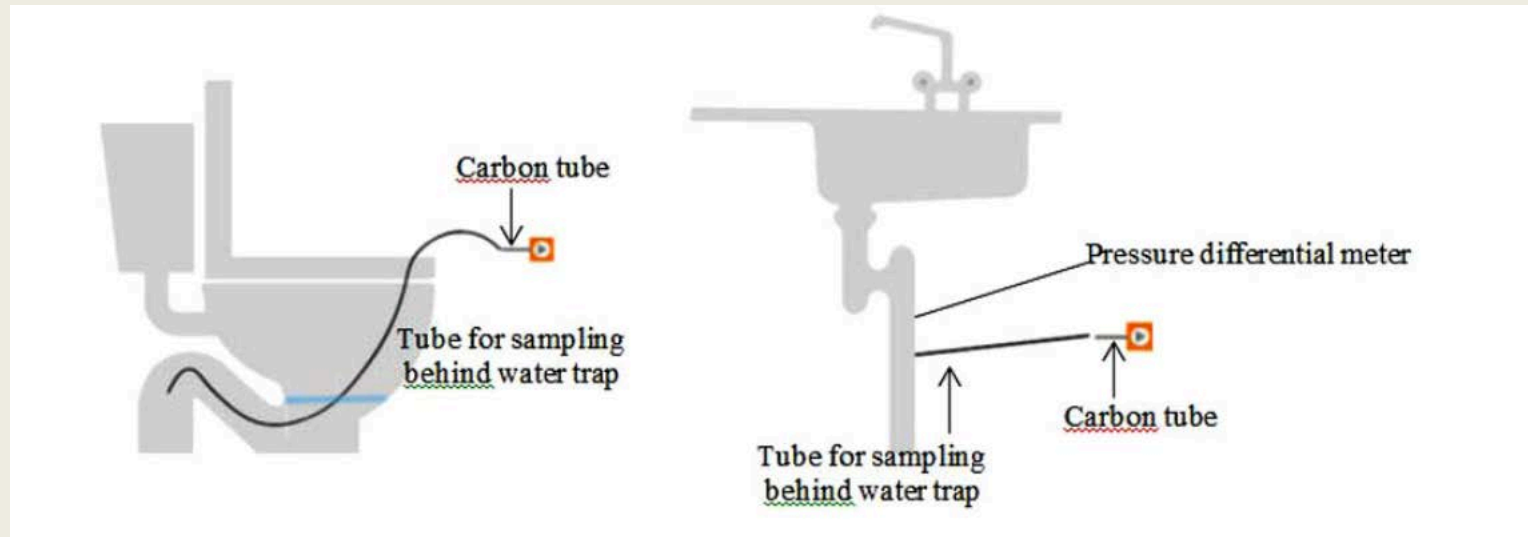 Carbon tube
Tube for sampling
behind water trap
Pressure differential meter
Carbon tube
Tube for sampling
behind water trap